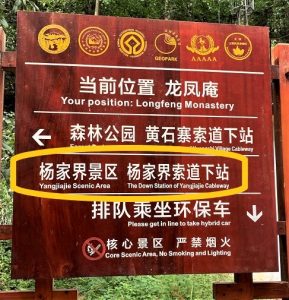 GEOPARK
AAAAA
当前位置 龙凤庵
Your position: Longfeng Monastery
森林公园 黄石寨索道下站
Village Cableway
杨家界景区 杨家界索道下站
Yangjiajie Scenic Area The Down Station of Yangjiajie Cableway
排队乘坐环保车
Please get in line to take hybrid car
核心景区 严禁烟火
Core Scenic Area, No Smoking and Lighting